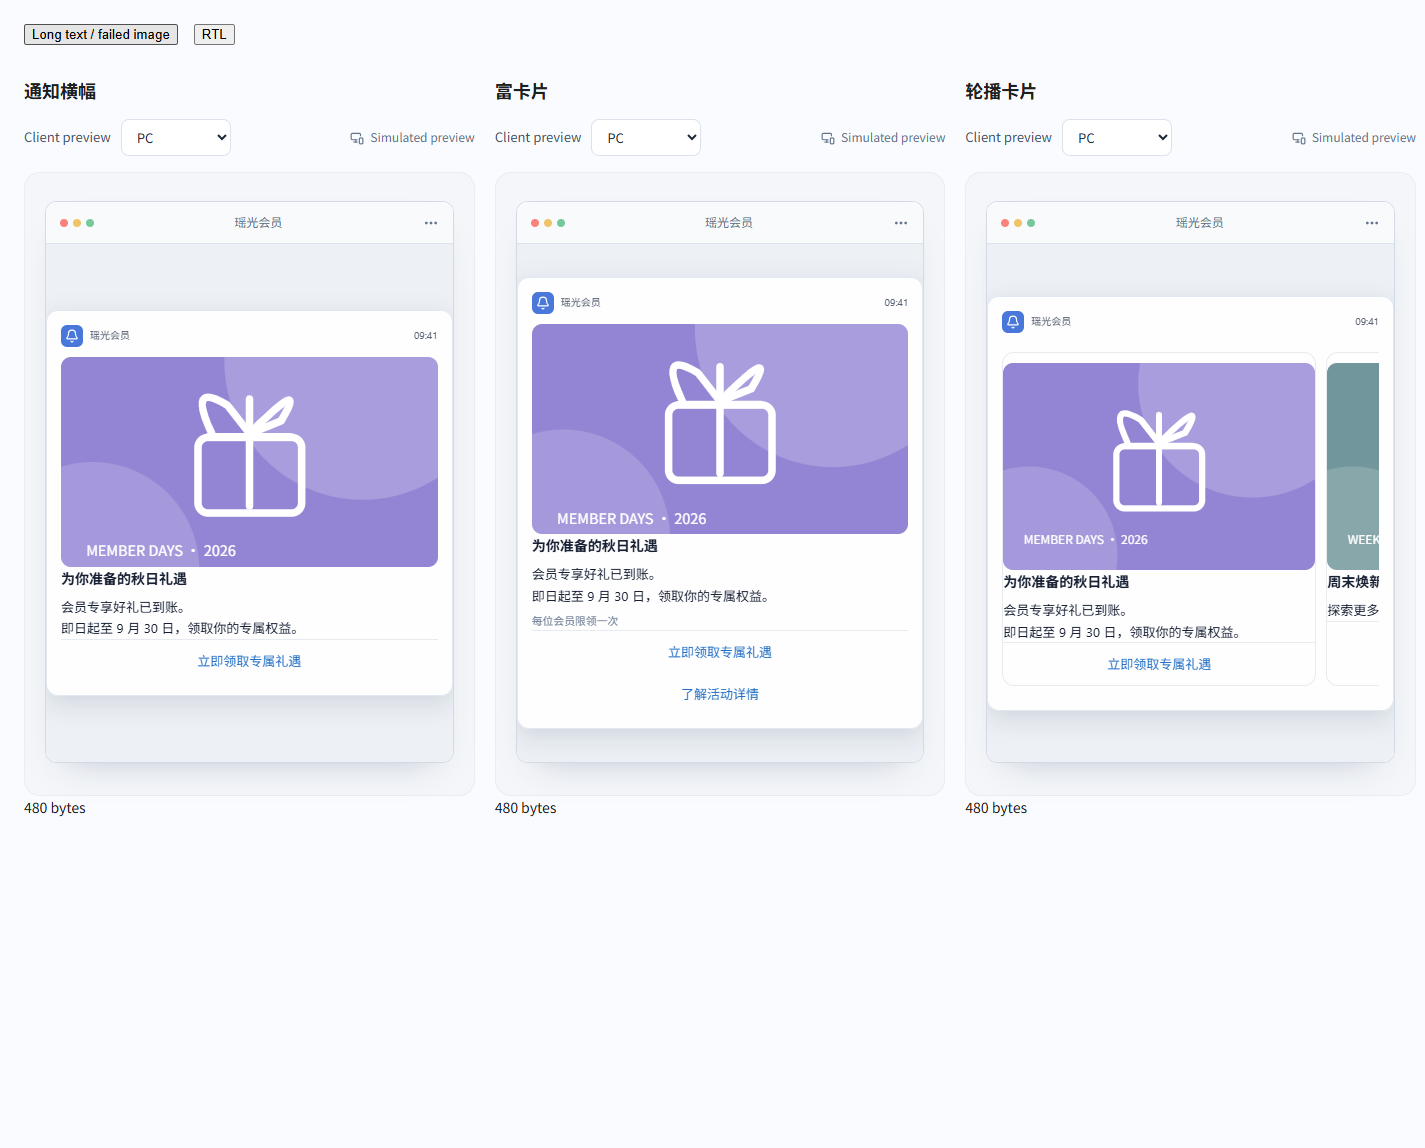 Long text / failed image
RTL
通知横幅
Client preview
PC
Simulated preview
瑶光会员
瑶光会员
09:41
MEMBER DAYS • 2026
为你准备的秋日礼遇
会员专享好礼已到账。
即日起至 9 月 30 日，领取你的专属权益。
立即领取专属礼遇
480 bytes
富卡片
Client preview
PC
Simulated preview
瑶光会员
瑶光会员
09:41
MEMBER DAYS • 2026
为你准备的秋日礼遇
会员专享好礼已到账。
即日起至 9 月 30 日，领取你的专属权益。
每位会员限领一次
立即领取专属礼遇
了解活动详情
480 bytes
轮播卡片
Client preview
PC
Simulated preview
瑶光会员
瑶光会员
09:41
MEMBER DAYS • 2026
为你准备的秋日礼遇
会员专享好礼已到账。
即日起至 9 月 30 日，领取你的专属权益。
立即领取专属礼遇
WEEK
周末焕新
探索更多
480 bytes